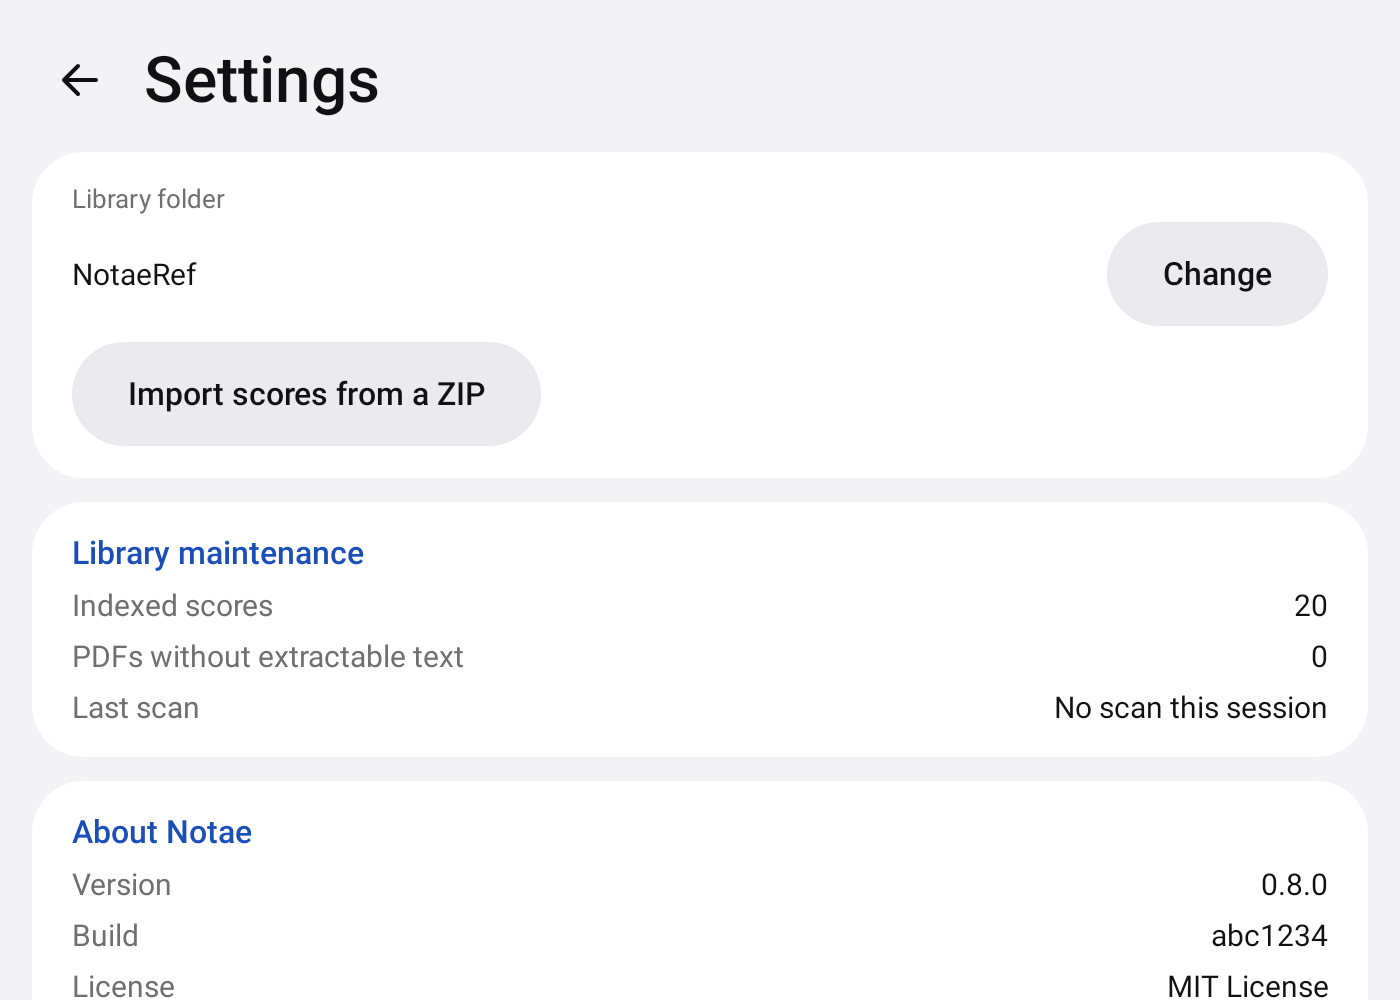 Settings
Library folder
NotaeRef
Change
Import scores from a ZIP
Library maintenance
Indexed scores 20
PDFs without extractable text 0
Last scan No scan this session
About Notae
Version 0.8.0
Build abc1234
License MIT License